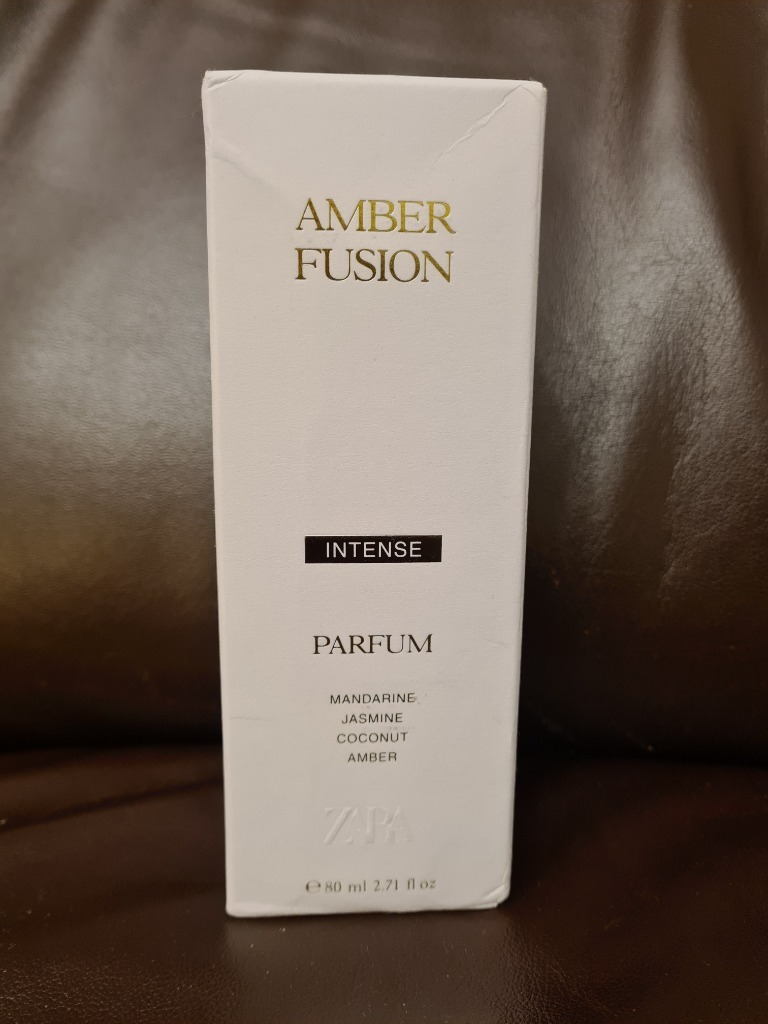 AMBER
FUSION
INTENSE
PARFUM
MANDARINE
JASMINE
COCONUT
AMBER
ZARA
℮ 80 ml 2.71 fl oz